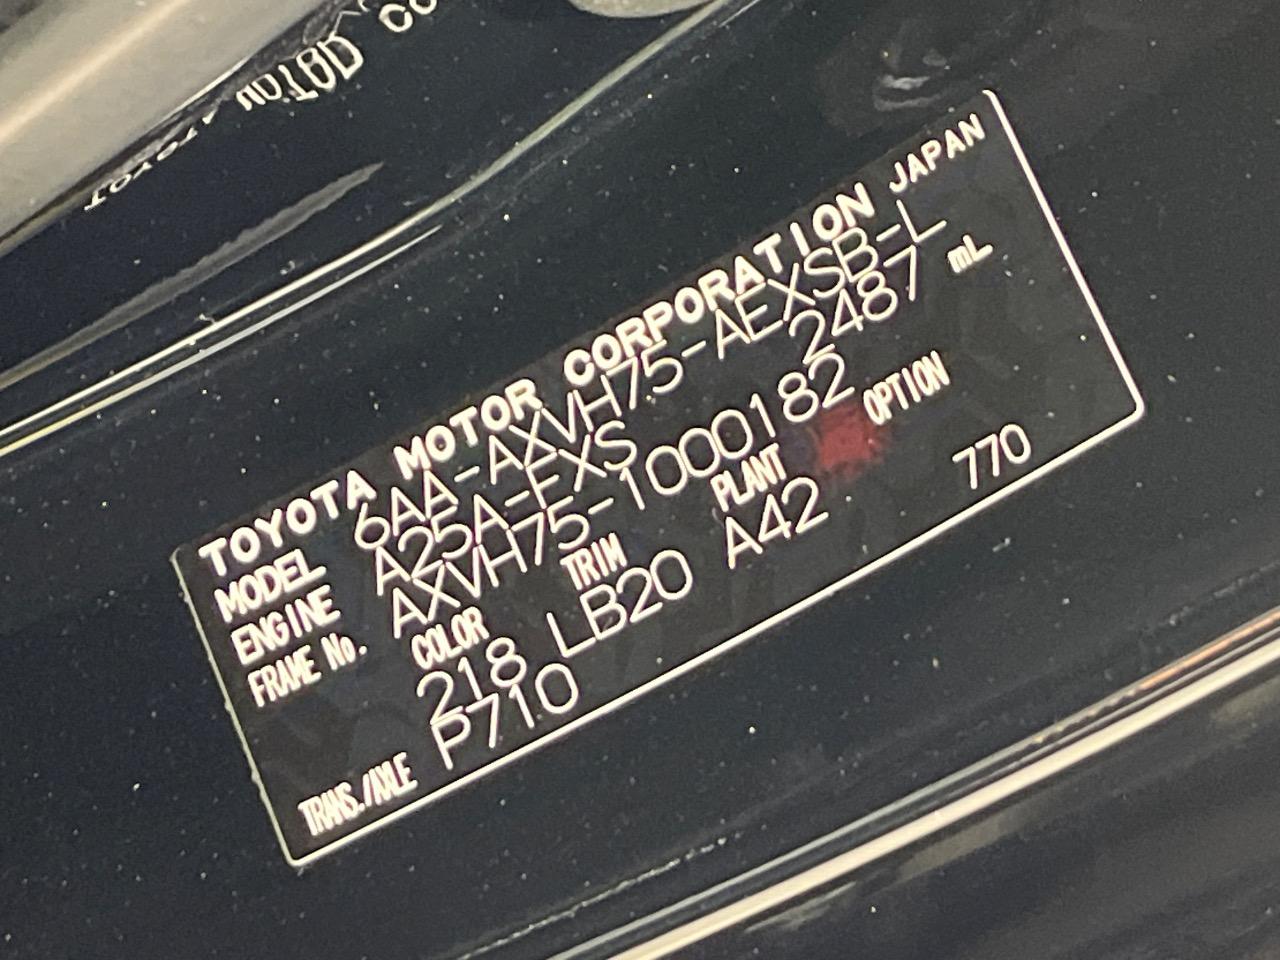 TOYOTA MOTOR CORPORATION JAPAN
MODEL 6AA-AXVH75-AEXSB-L
ENGINE A25A-FXS 2487 mL
FRAME No. AXVH75-1000182
COLOR TRIM PLANT OPTION
218 LB20 A42 770
TRANS./AXLE P710